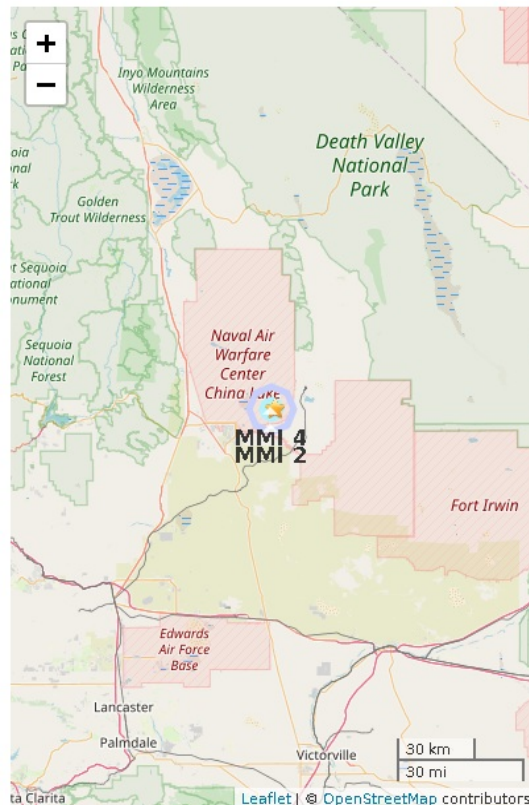 +
−
Inyo Mountains
Wilderness
Area
Death Valley
National
Park
Golden
Trout Wilderness
Naval Air
Warfare
Center
China Lake
Sequoia
National
Forest
MMI 4
MMI 2
Fort Irwin
Edwards
Air Force
Base
Lancaster
Palmdale
Victorville
30 km
30 mi
ta Clarita
Leaflet | © OpenStreetMap contributors